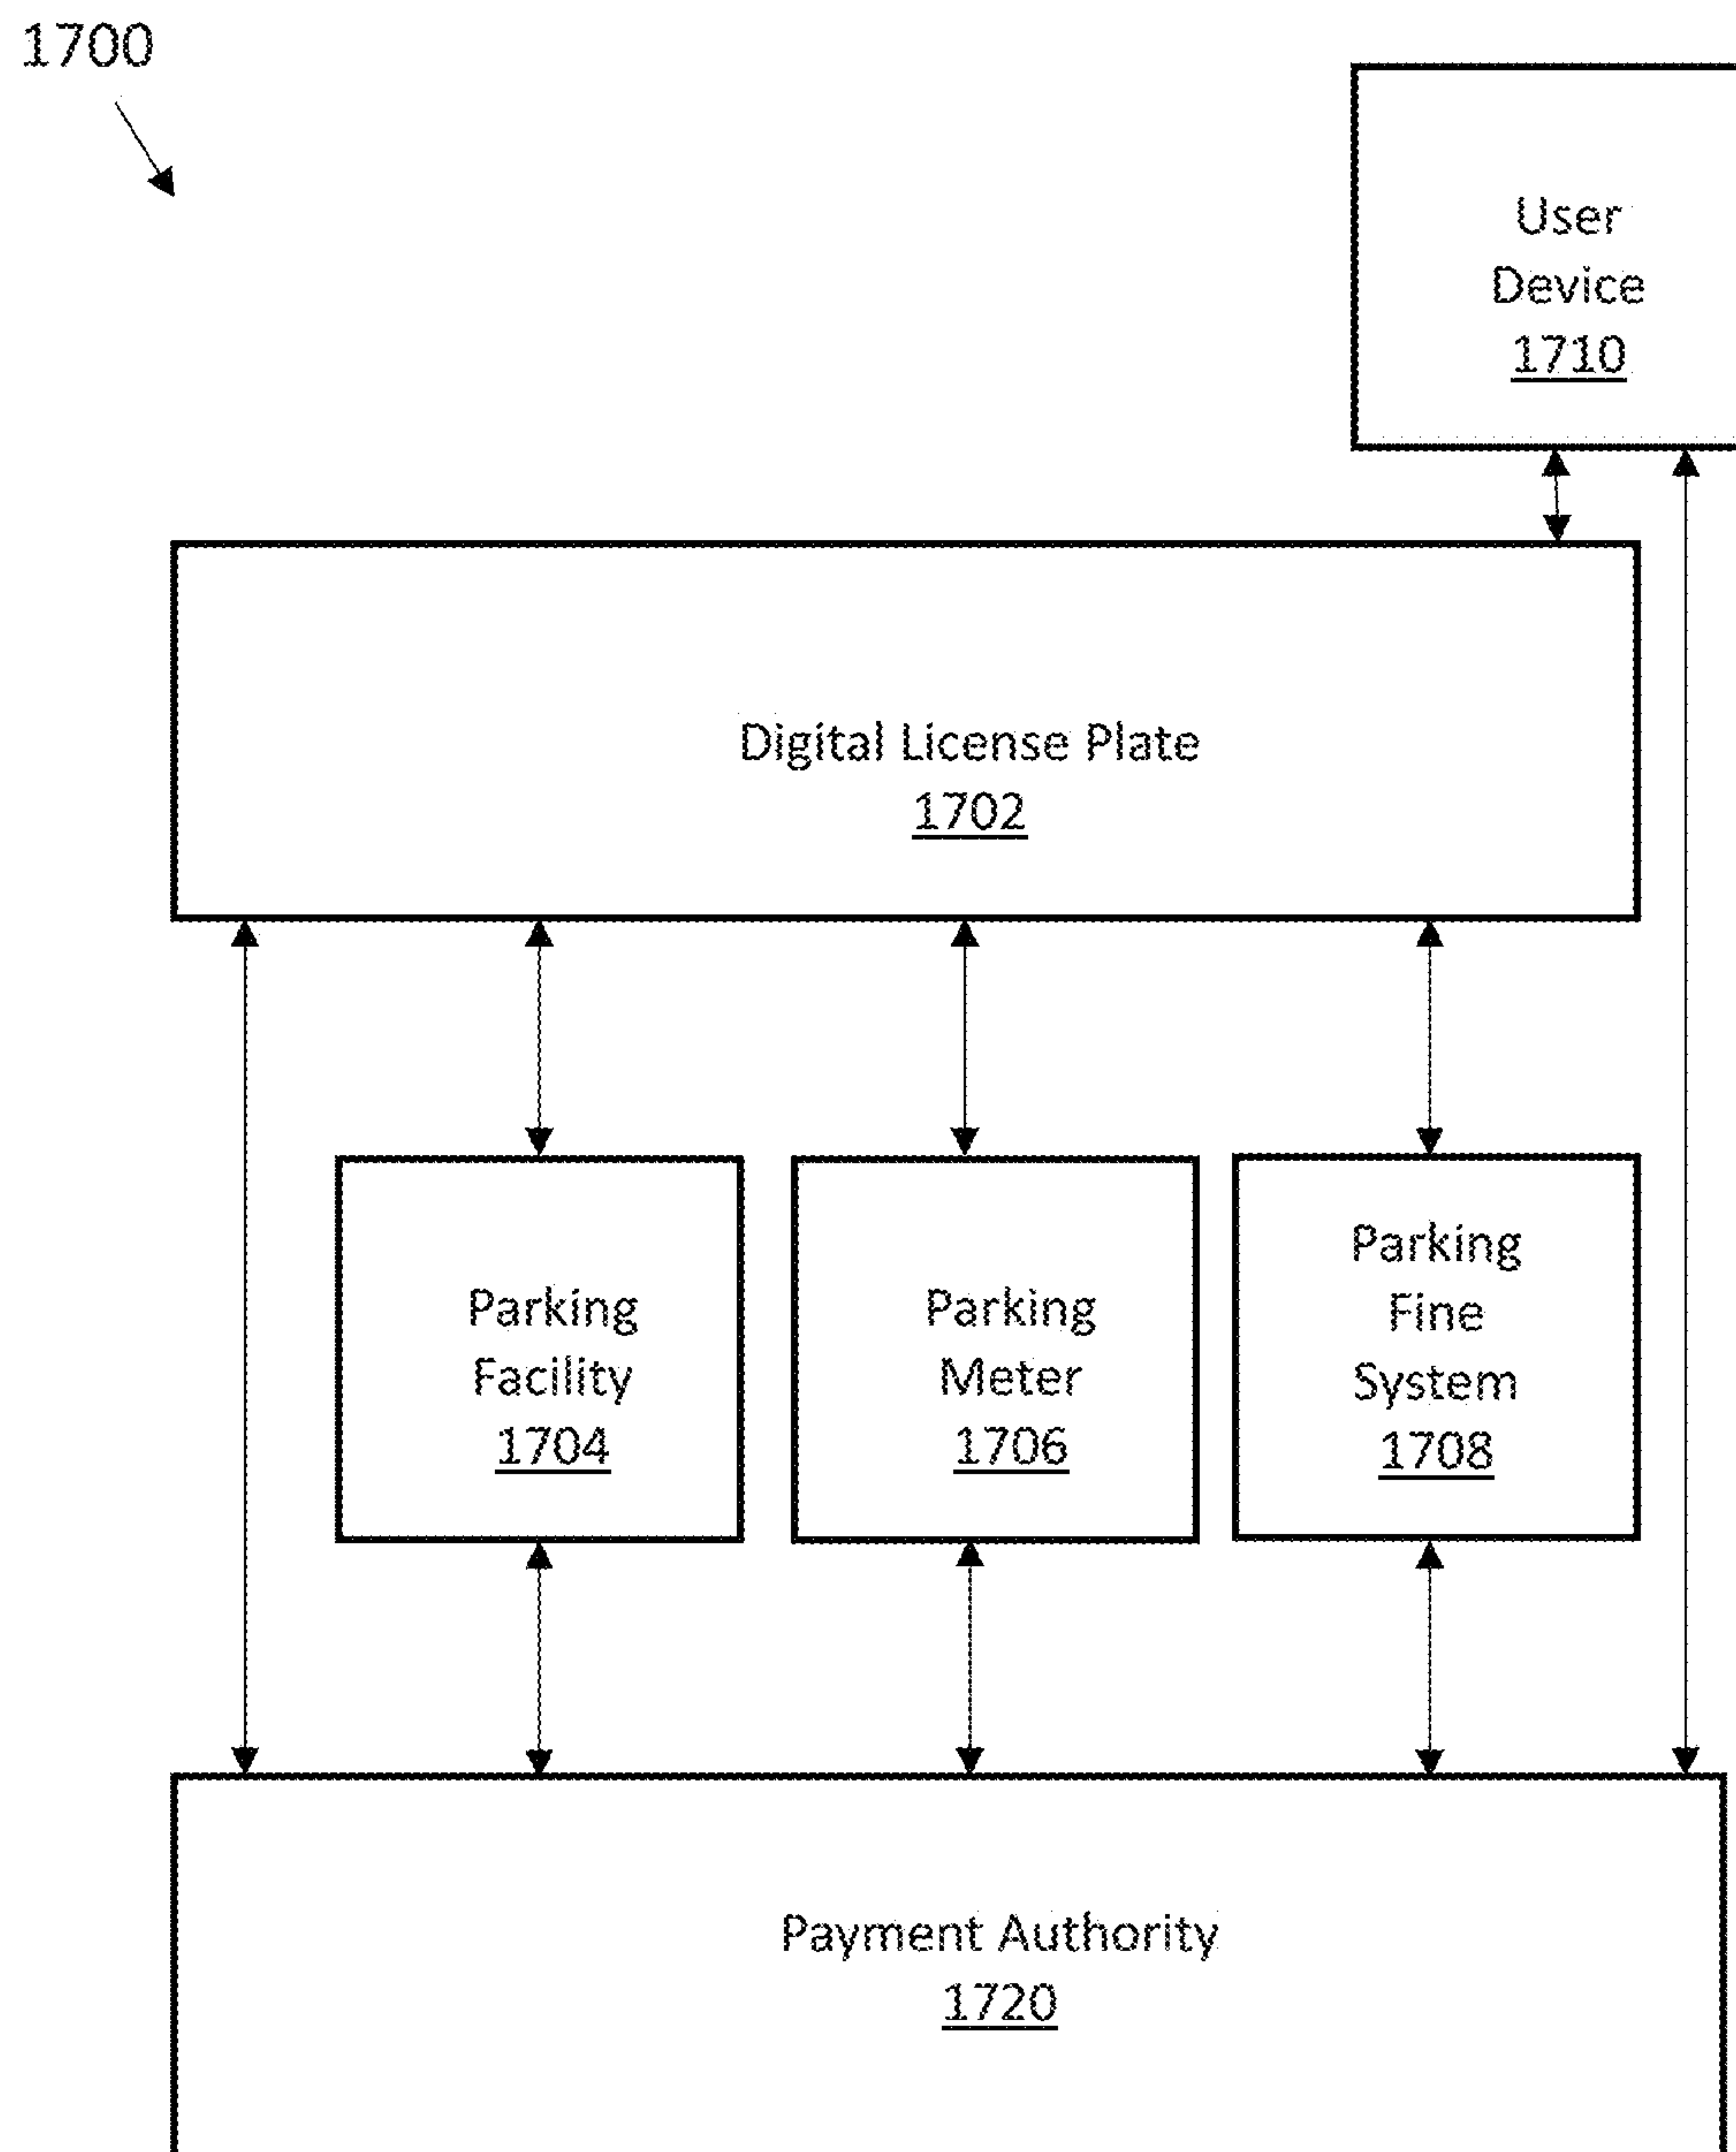 1700
User
Device
1710
Digital License Plate
1702
Parking
Facility
1704
Parking
Meter
1706
Parking
Fine
System
1708
Payment Authority
1720